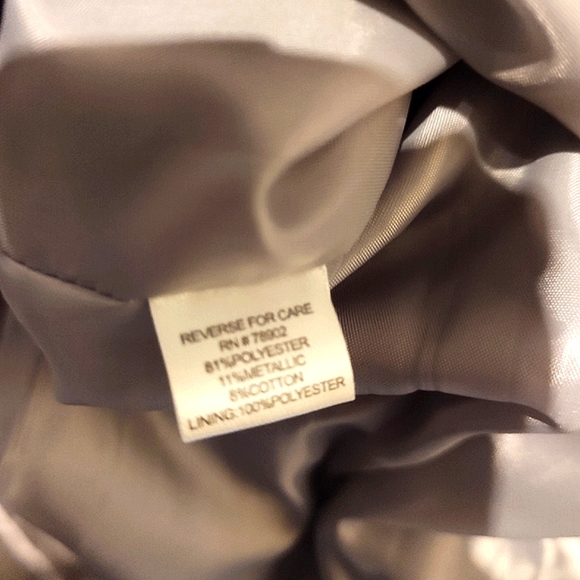 REVERSE FOR CARE
RN # 78902
81%POLYESTER
11%METALLIC
8%COTTON
LINING:100%POLYESTER